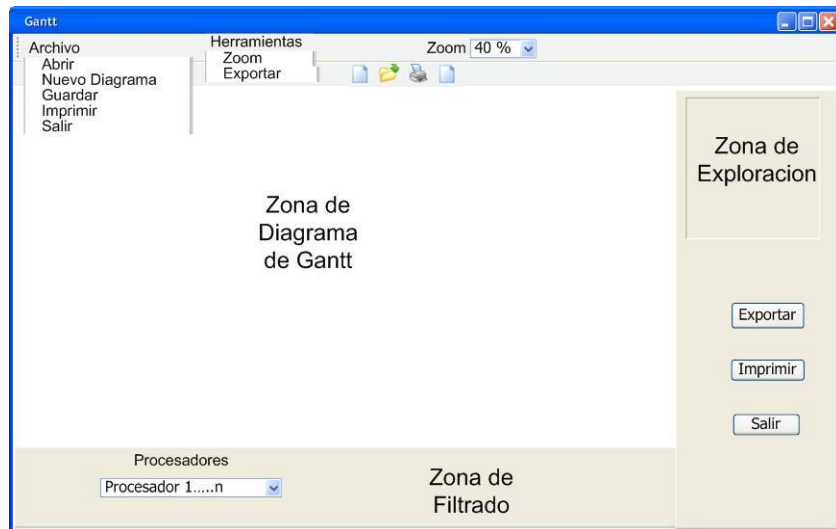 Gantt
Archivo
Herramientas
Zoom 40 %
Abrir
Nuevo Diagrama
Guardar
Imprimir
Salir
Zoom
Exportar
Zona de
Exploracion
Zona de
Diagrama
de Gantt
Exportar
Imprimir
Salir
Procesadores
Procesador 1.....n
Zona de
Filtrado